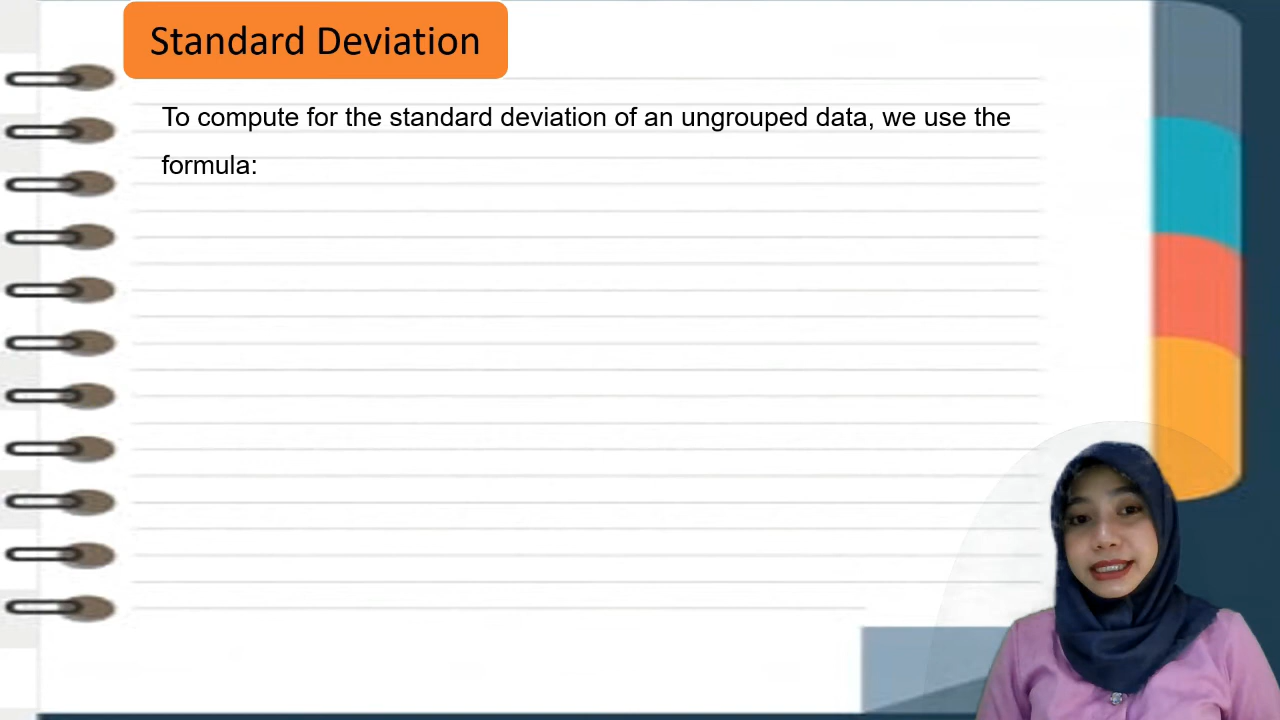 Standard Deviation
To compute for the standard deviation of an ungrouped data, we use the
formula: